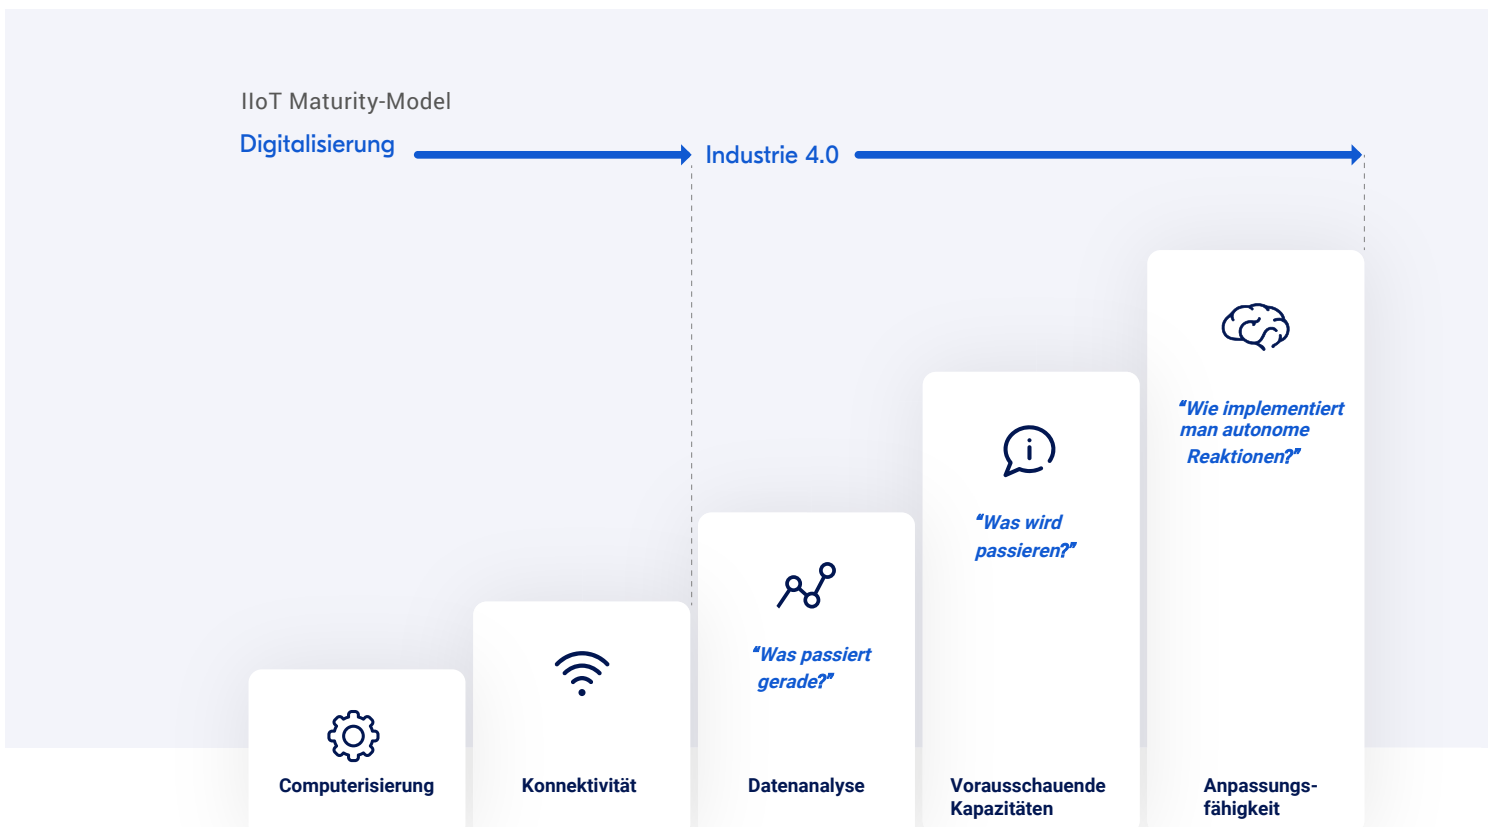 IIoT Maturity-Model
Digitalisierung
Industrie 4.0
“Wie implementiert
man autonome
Reaktionen?”
“Was wird
passieren?”
“Was passiert
gerade?”
Computerisierung
Konnektivität
Datenanalyse
Vorausschauende
Kapazitäten
Anpassungs-
fähigkeit